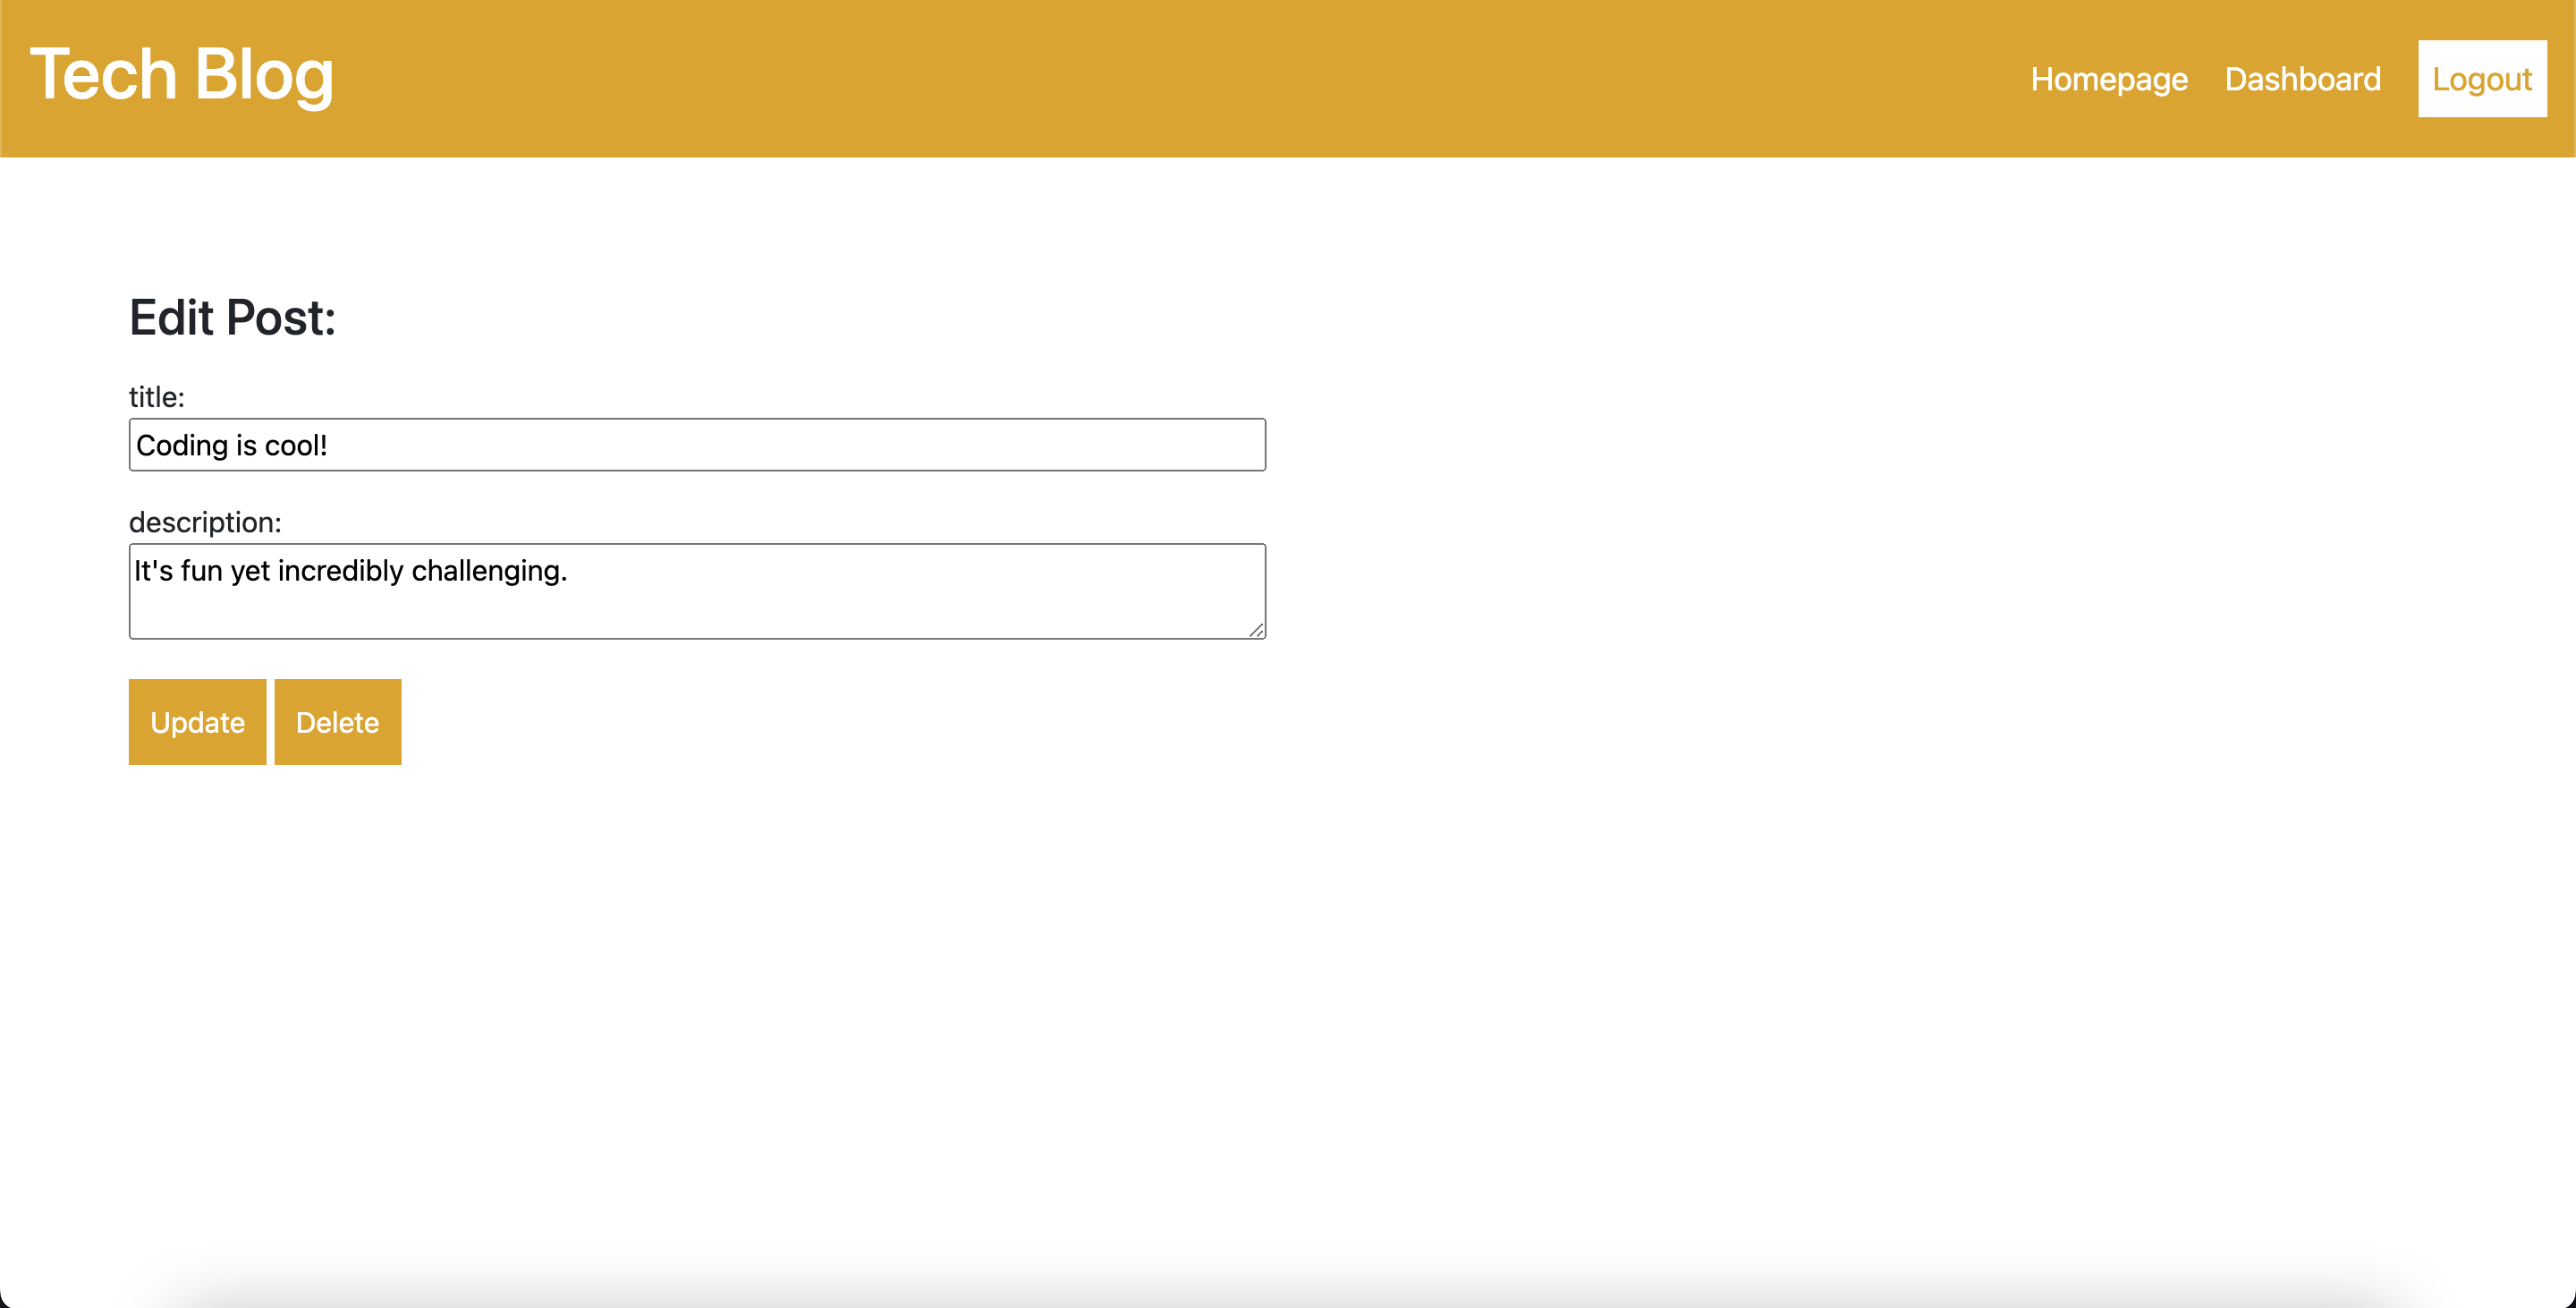 Tech Blog
Homepage Dashboard Logout
Edit Post:
title:
Coding is cool!
description:
It's fun yet incredibly challenging.
Update Delete